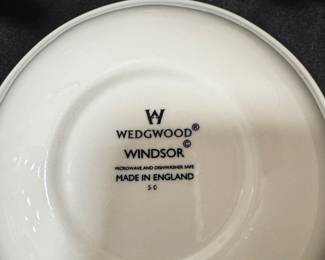 W
WEDGWOOD®
WINDSOR©
MICROWAVE AND DISHWASHER SAFE
MADE IN ENGLAND